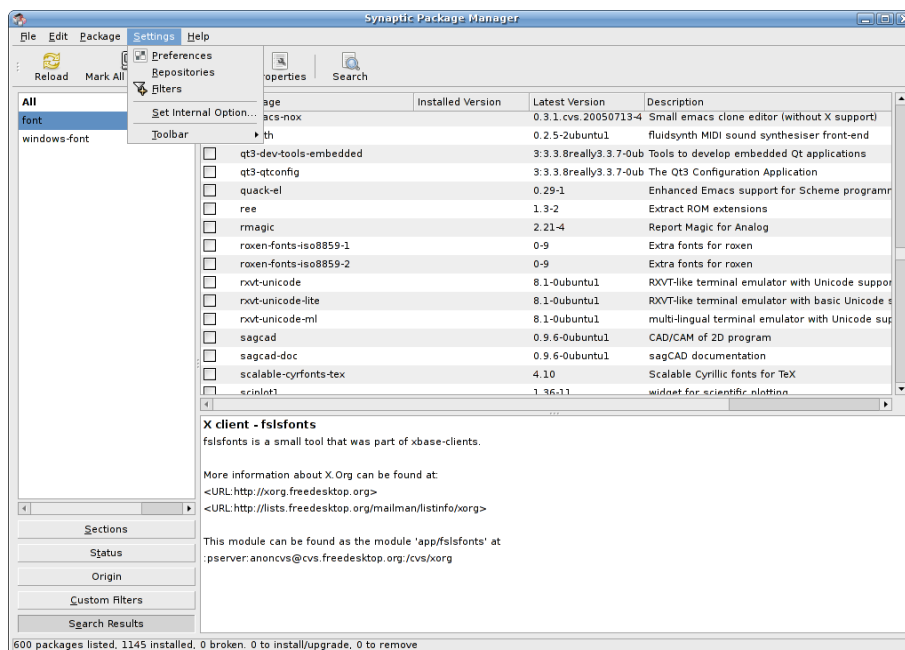 Synaptic Package Manager
File Edit Package Settings Help
Reload Mark All Properties Search
Preferences
Repositories
Filters
Set Internal Option...
Toolbar
All
font
windows-font
Installed Version Latest Version Description
0.3.1.cvs.20050713-4 Small emacs clone editor (without X support)
0.2.5-2ubuntu1 fluidsynth MIDI sound synthesiser front-end
qt3-dev-tools-embedded 3:3.3.8really3.3.7-0ub Tools to develop embedded Qt applications
qt3-qtconfig 3:3.3.8really3.3.7-0ub The Qt3 Configuration Application
quack-el 0.29-1 Enhanced Emacs support for Scheme programm
ree 1.3-2 Extract ROM extensions
rmagic 2.21-4 Report Magic for Analog
roxen-fonts-iso8859-1 0-9 Extra fonts for roxen
roxen-fonts-iso8859-2 0-9 Extra fonts for roxen
rxvt-unicode 8.1-0ubuntu1 RXVT-like terminal emulator with Unicode suppor
rxvt-unicode-lite 8.1-0ubuntu1 RXVT-like terminal emulator with basic Unicode s
rxvt-unicode-ml 8.1-0ubuntu1 multi-lingual terminal emulator with Unicode sup
sagcad 0.9.6-0ubuntu1 CAD/CAM of 2D program
sagcad-doc 0.9.6-0ubuntu1 sagCAD documentation
scalable-cyrfonts-tex 4.10 Scalable Cyrillic fonts for TeX
sciplot1 1.36-11 widget for scientific plotting
X client - fslsfonts
fslsfonts is a small tool that was part of xbase-clients.
More information about X.Org can be found at:
<URL:http://xorg.freedesktop.org>
<URL:http://lists.freedesktop.org/mailman/listinfo/xorg>
This module can be found as the module 'app/fslsfonts' at
:pserver:anoncvs@cvs.freedesktop.org:/cvs/xorg
Sections
Status
Origin
Custom Filters
Search Results
600 packages listed, 1145 installed, 0 broken. 0 to install/upgrade, 0 to remove